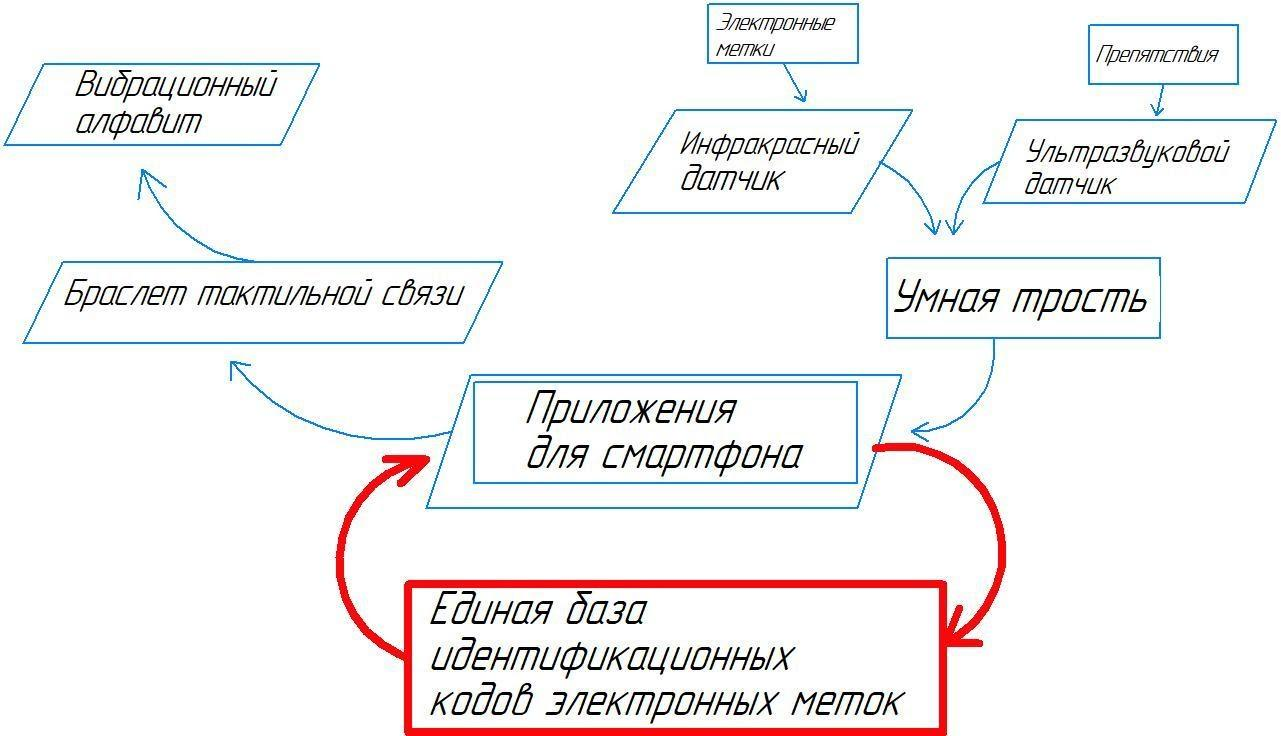 Электронные
метки
Препятствия
Вибрационный
алфавит
Инфракрасный
датчик
Ультразвуковой
датчик
Браслет тактильной связи
Умная трость
Приложения
для смартфона
Единая база
идентификационных
кодов электронных меток